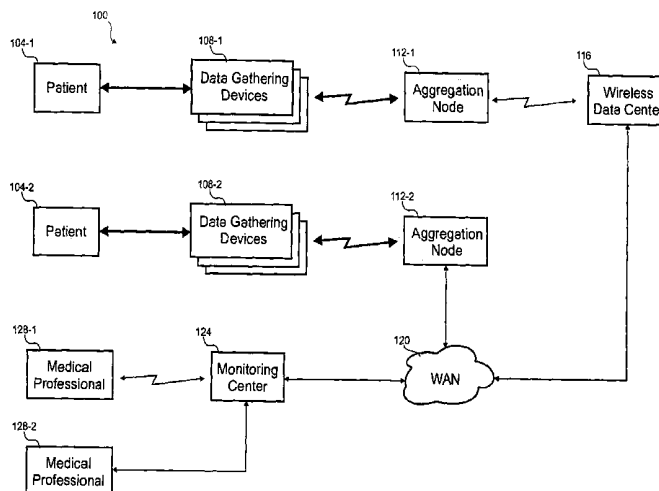 100
104-1
108-1
112-1
116
Patient
Data Gathering
Devices
Aggregation
Node
Wireless
Data Center
104-2
108-2
112-2
Patient
Data Gathering
Devices
Aggregation
Node
128-1
124
120
Medical
Professional
Monitoring
Center
WAN
128-2
Medical
Professional